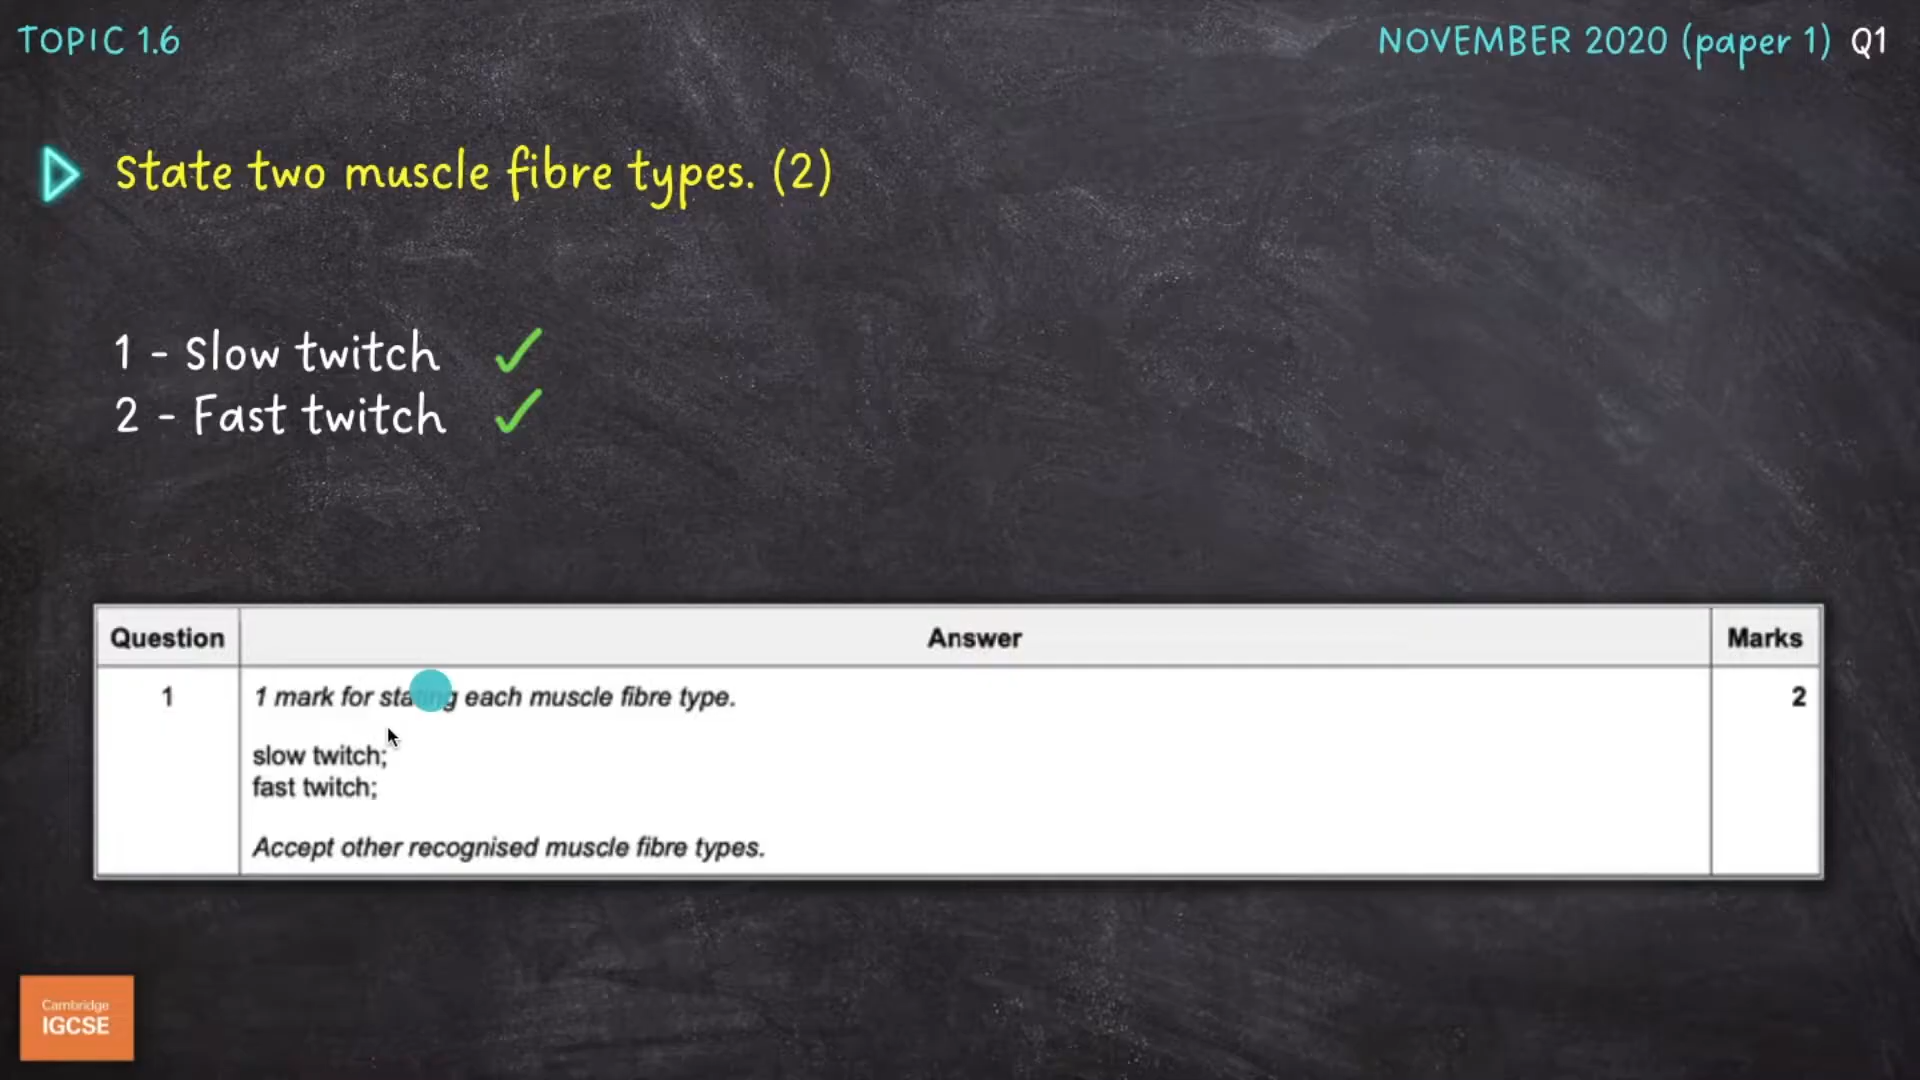 TOPIC 1.6
NOVEMBER 2020 (paper 1) Q1
State two muscle fibre types. (2)
1 - Slow twitch
2 - Fast twitch
Question Answer Marks
1 1 mark for stating each muscle fibre type. 2
slow twitch;
fast twitch;
Accept other recognised muscle fibre types.
Cambridge
IGCSE